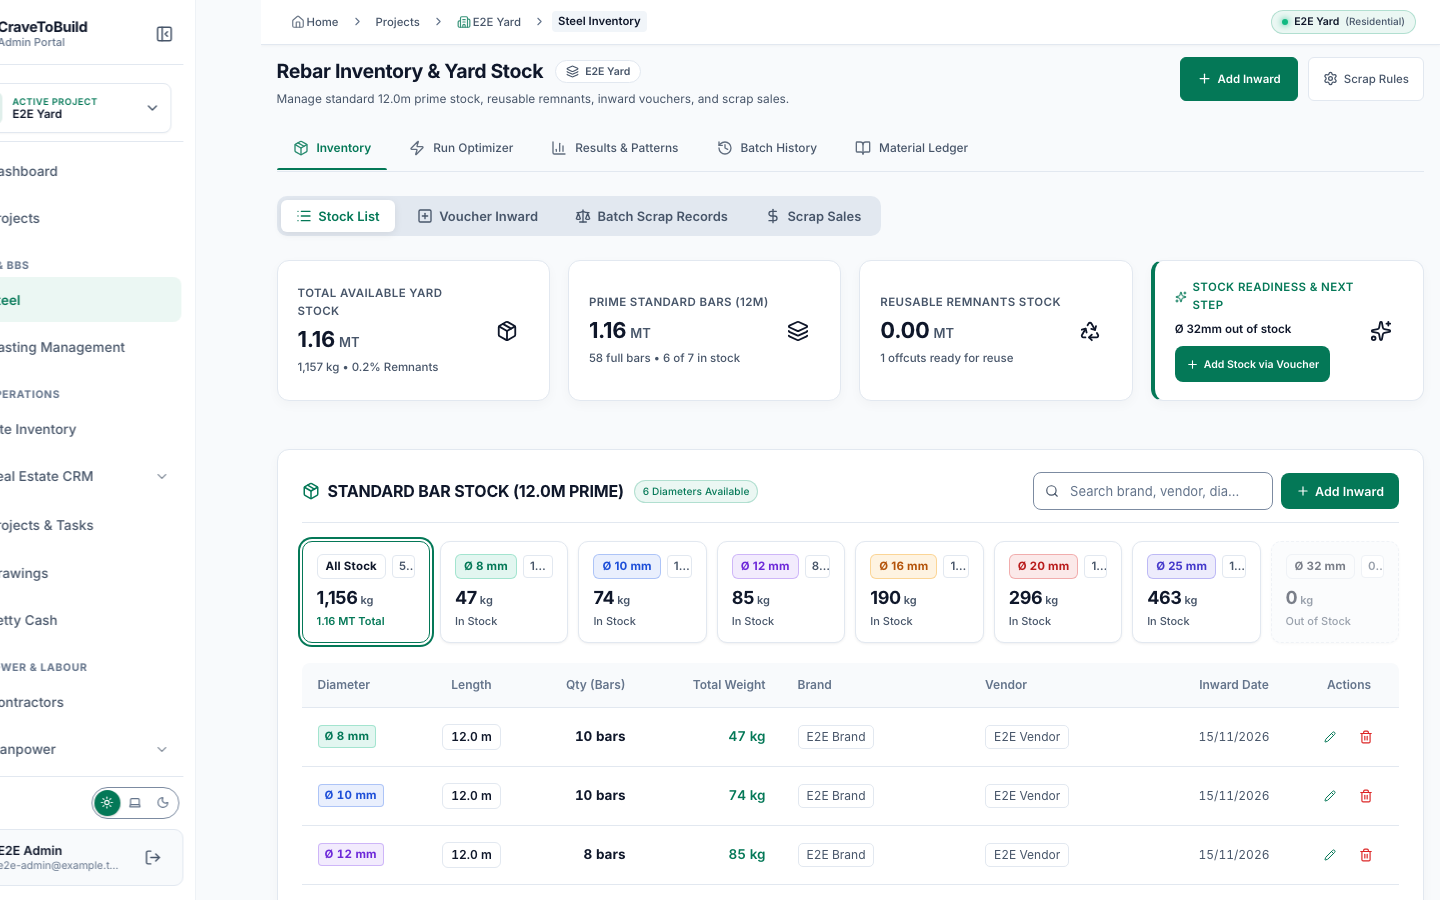 CraveToBuild
Admin Portal
ACTIVE PROJECT
E2E Yard
ashboard
rojects
& BBS
teel
asting Management
PERATIONS
te Inventory
eal Estate CRM
rojects & Tasks
rawings
etty Cash
WER & LABOUR
ontractors
anpower
E2E Admin
e2e-admin@example.t...
Home
Projects
E2E Yard
Steel Inventory
E2E Yard (Residential)
Rebar Inventory & Yard Stock
E2E Yard
Manage standard 12.0m prime stock, reusable remnants, inward vouchers, and scrap sales.
Add Inward
Scrap Rules
Inventory
Run Optimizer
Results & Patterns
Batch History
Material Ledger
Stock List
Voucher Inward
Batch Scrap Records
Scrap Sales
TOTAL AVAILABLE YARD
STOCK
1.16 MT
1,157 kg • 0.2% Remnants
PRIME STANDARD BARS (12M)
1.16 MT
58 full bars • 6 of 7 in stock
REUSABLE REMNANTS STOCK
0.00 MT
1 offcuts ready for reuse
STOCK READINESS & NEXT
STEP
Ø 32mm out of stock
Add Stock via Voucher
STANDARD BAR STOCK (12.0M PRIME)
6 Diameters Available
Search brand, vendor, dia...
Add Inward
All Stock 5...
1,156 kg
1.16 MT Total
Ø 8 mm 1...
47 kg
In Stock
Ø 10 mm 1...
74 kg
In Stock
Ø 12 mm 8...
85 kg
In Stock
Ø 16 mm 1...
190 kg
In Stock
Ø 20 mm 1...
296 kg
In Stock
Ø 25 mm 1...
463 kg
In Stock
Ø 32 mm 0...
0 kg
Out of Stock
Diameter Length Qty (Bars) Total Weight Brand Vendor Inward Date Actions
Ø 8 mm 12.0 m 10 bars 47 kg E2E Brand E2E Vendor 15/11/2026
Ø 10 mm 12.0 m 10 bars 74 kg E2E Brand E2E Vendor 15/11/2026
Ø 12 mm 12.0 m 8 bars 85 kg E2E Brand E2E Vendor 15/11/2026